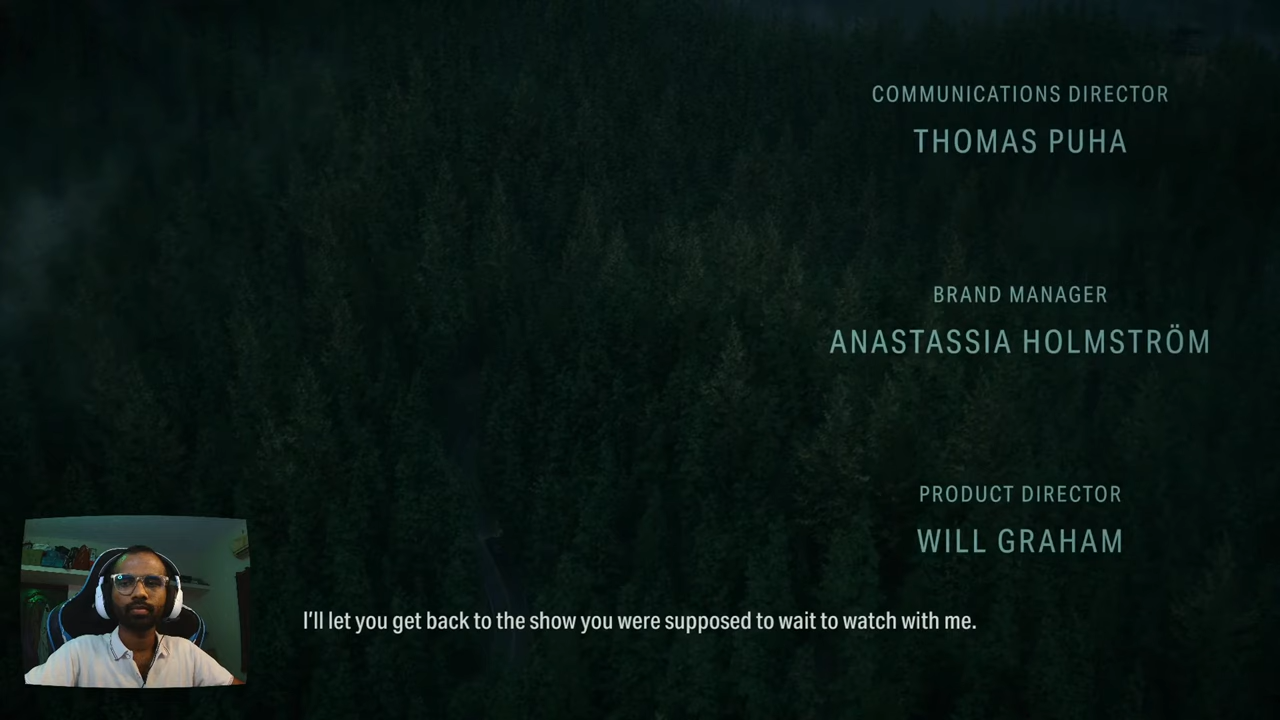 COMMUNICATIONS DIRECTOR
THOMAS PUHA
BRAND MANAGER
ANASTASSIA HOLMSTRÖM
PRODUCT DIRECTOR
WILL GRAHAM
I'll let you get back to the show you were supposed to wait to watch with me.